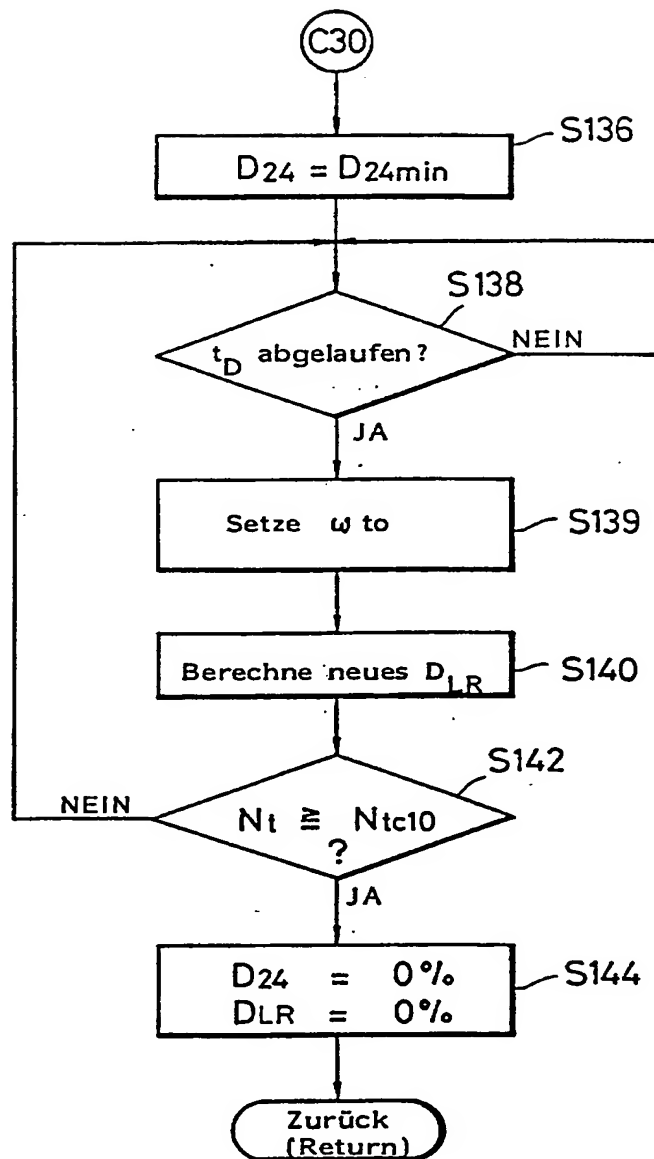 C30
S136
D24 = D24min
S138
tD abgelaufen?
NEIN
JA
Setze ωto
S139
Berechne neues DLR
S140
S142
NEIN
Nt ≧ Ntc10
?
JA
D24 = 0%
S144
DLR = 0%
Zurück
(Return)